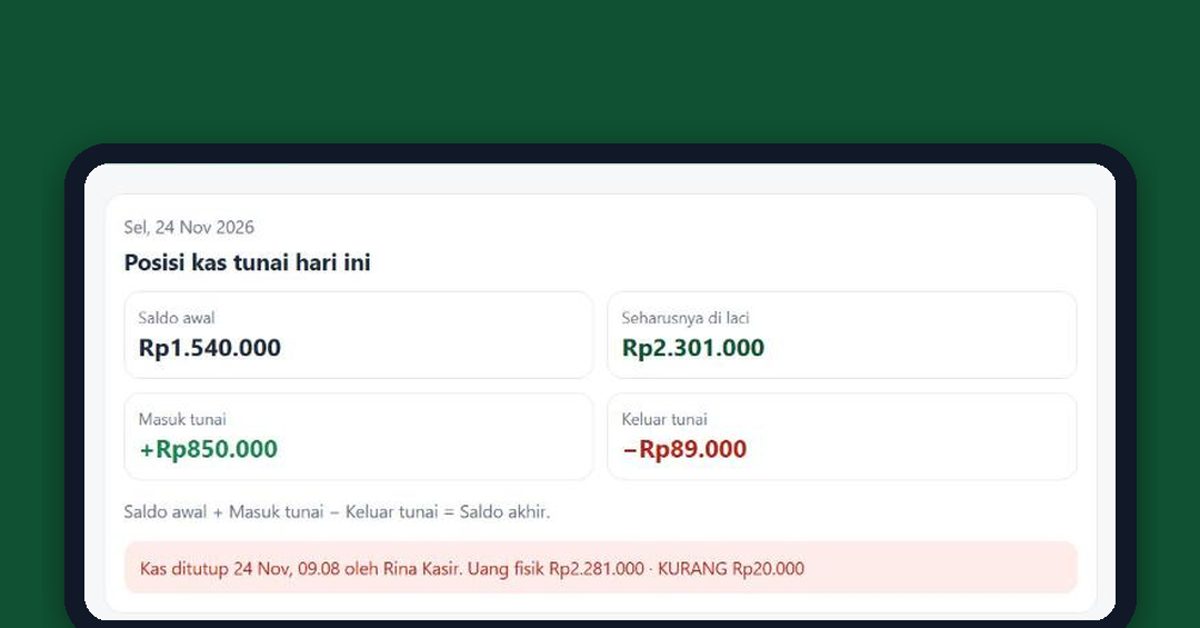 Sel, 24 Nov 2026
Posisi kas tunai hari ini
Saldo awal
Rp1.540.000
Seharusnya di laci
Rp2.301.000
Masuk tunai
+Rp850.000
Keluar tunai
−Rp89.000
Saldo awal + Masuk tunai − Keluar tunai = Saldo akhir.
Kas ditutup 24 Nov, 09.08 oleh Rina Kasir. Uang fisik Rp2.281.000 · KURANG Rp20.000